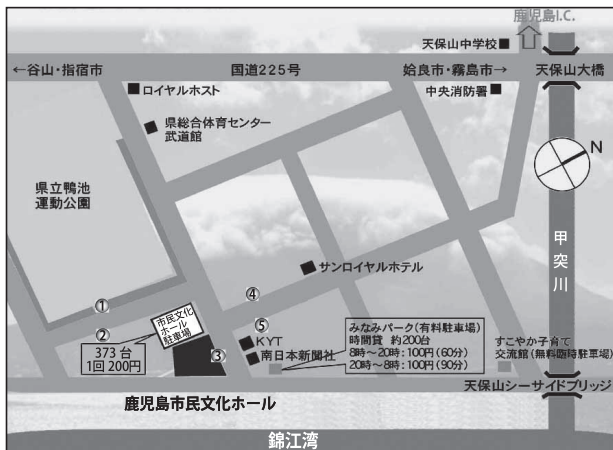 鹿児島I.C.
天保山中学校
←谷山・指宿市
国道225号
姶良市・霧島市→
天保山大橋
ロイヤルホスト
中央消防署
県総合体育センター
武道館
N
県立鴨池
運動公園
甲突川
サンロイヤルホテル
①
④
②
市民文化
ホール
駐車場
⑤
③
KYT
南日本新聞社
373台
1回 200円
みなみパーク(有料駐車場)
時間貸 約200台
8時~20時:100円(60分)
20時~8時:100円(90分)
すこやか子育て
交流館(無料臨時駐車場)
天保山シーサイドブリッジ
鹿児島市民文化ホール
錦江湾